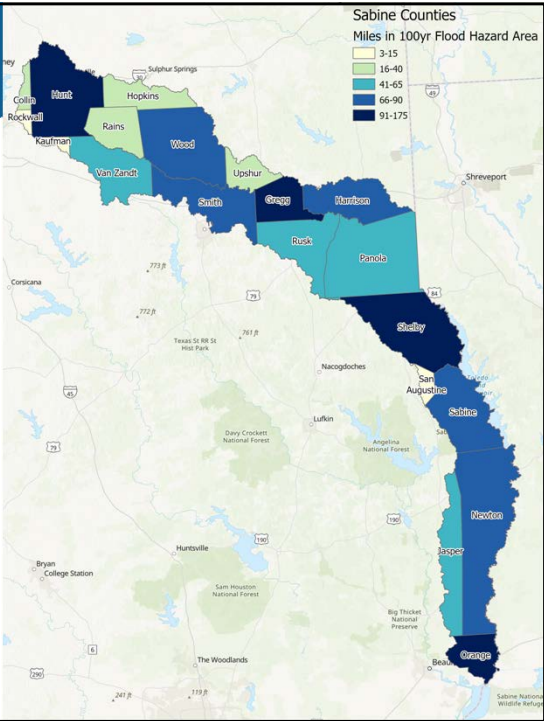 Sabine Counties
Miles in 100yr Flood Hazard Area
3-15
16-40
41-65
66-90
91-175
Sulphur Springs
30
49
Collin
Hunt
Hopkins
Rockwall
Rains
Kaufman
Wood
Van Zandt
Upshur
Shreveport
Smith
Gregg
Harrison
Rusk
Panola
773 ft
Corsicana
79
84
772 ft
761 ft
Shelby
Texas St RR St
Hist Park
Nacogdoches
San
Augustine
Sabine
45
Lufkin
Davy Crockett
National Forest
Angelina
National Forest
79
190
Newton
Jasper
190
Huntsville
Bryan
College Station
Sam Houston
National Forest
Big Thicket
National
Preserve
6
Orange
The Woodlands
290
241 ft
119 ft
Sabine National
Wildlife Refuge